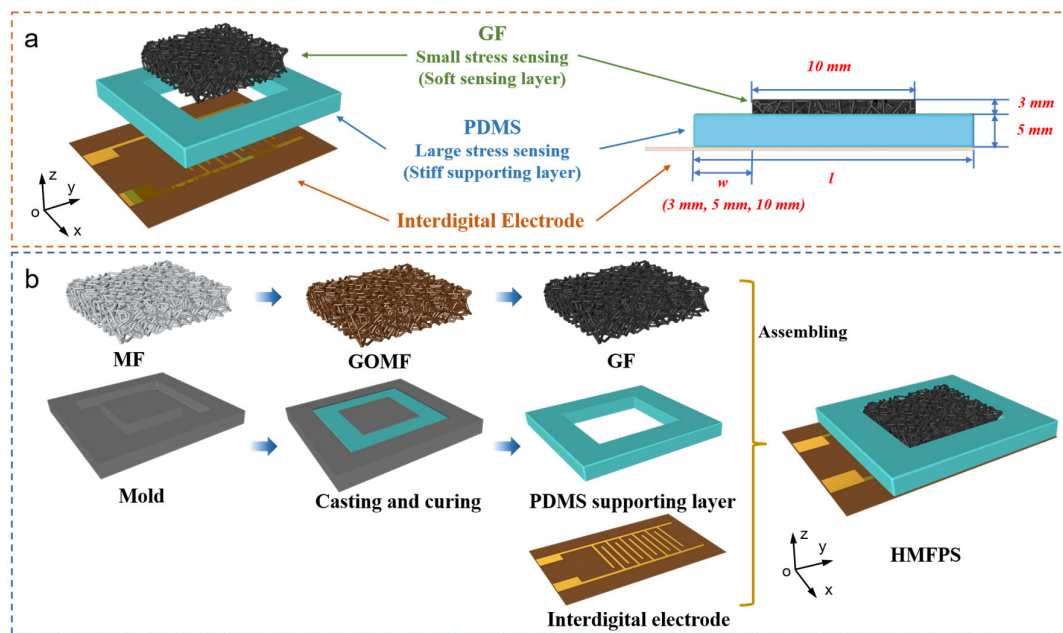 a
GF
Small stress sensing
(Soft sensing layer)
PDMS
Large stress sensing
(Stiff supporting layer)
Interdigital Electrode
z
y
o
x
10 mm
3 mm
5 mm
w
l
(3 mm, 5 mm, 10 mm)
b
MF
GOMF
GF
Assembling
Mold
Casting and curing
PDMS supporting layer
Interdigital electrode
HMFPS
z
y
o
x